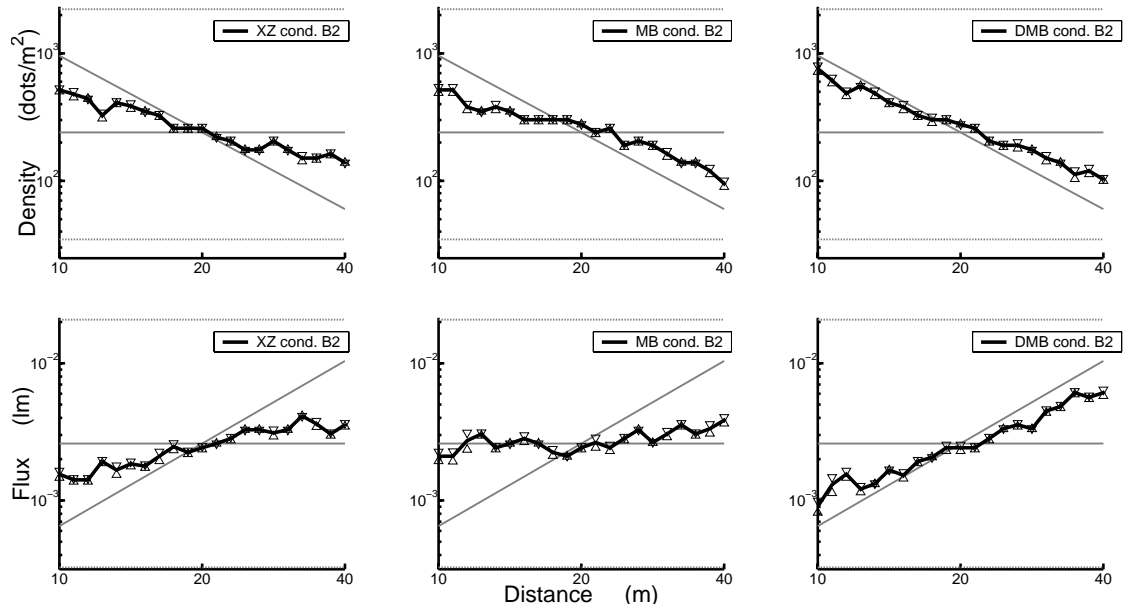 XZ cond. B2
MB cond. B2
DMB cond. B2
Density (dots/m²)
10³
10²
10 20 40
10³
10²
10 20 40
10³
10²
10 20 40
XZ cond. B2
MB cond. B2
DMB cond. B2
Flux (lm)
10⁻²
10⁻³
10 20 40
10⁻²
10⁻³
10 20 40
10⁻²
10⁻³
10 20 40
Distance (m)